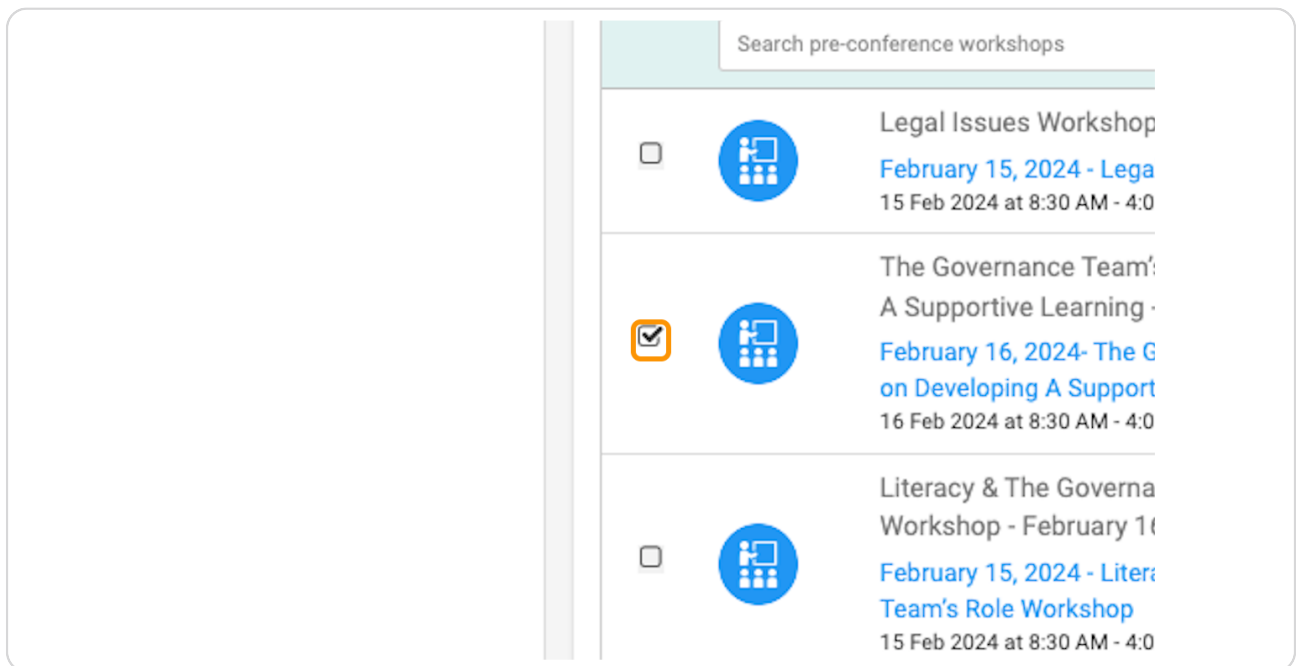 Search pre-conference workshops
Legal Issues Workshop
February 15, 2024 - Lega
15 Feb 2024 at 8:30 AM - 4:0
The Governance Team's
A Supportive Learning -
February 16, 2024- The G
on Developing A Support
16 Feb 2024 at 8:30 AM - 4:0
Literacy & The Governa
Workshop - February 16
February 15, 2024 - Litera
Team's Role Workshop
15 Feb 2024 at 8:30 AM - 4:0